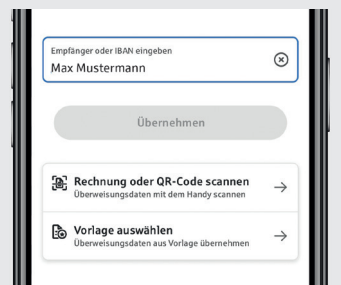 Empfänger oder IBAN eingeben
Max Mustermann
Übernehmen
Rechnung oder QR-Code scannen
Überweisungsdaten mit dem Handy scannen
Vorlage auswählen
Überweisungsdaten aus Vorlage übernehmen